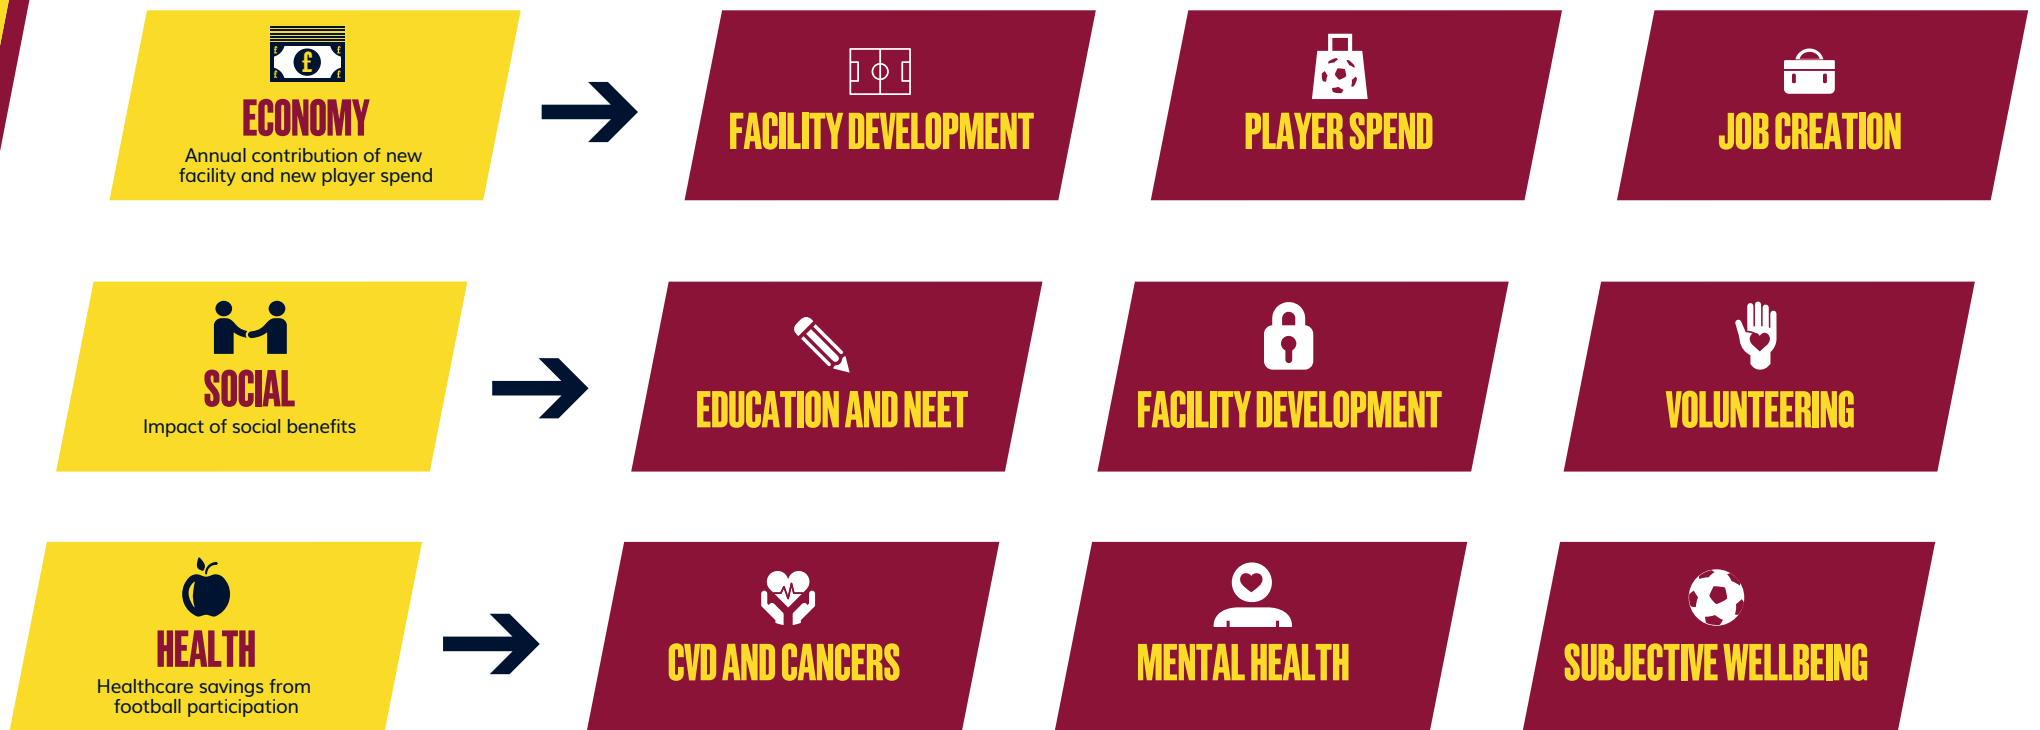 ECONOMY
Annual contribution of new
facility and new player spend
FACILITY DEVELOPMENT
PLAYER SPEND
JOB CREATION
SOCIAL
Impact of social benefits
EDUCATION AND NEET
FACILITY DEVELOPMENT
VOLUNTEERING
HEALTH
Healthcare savings from
football participation
CVD AND CANCERS
MENTAL HEALTH
SUBJECTIVE WELLBEING